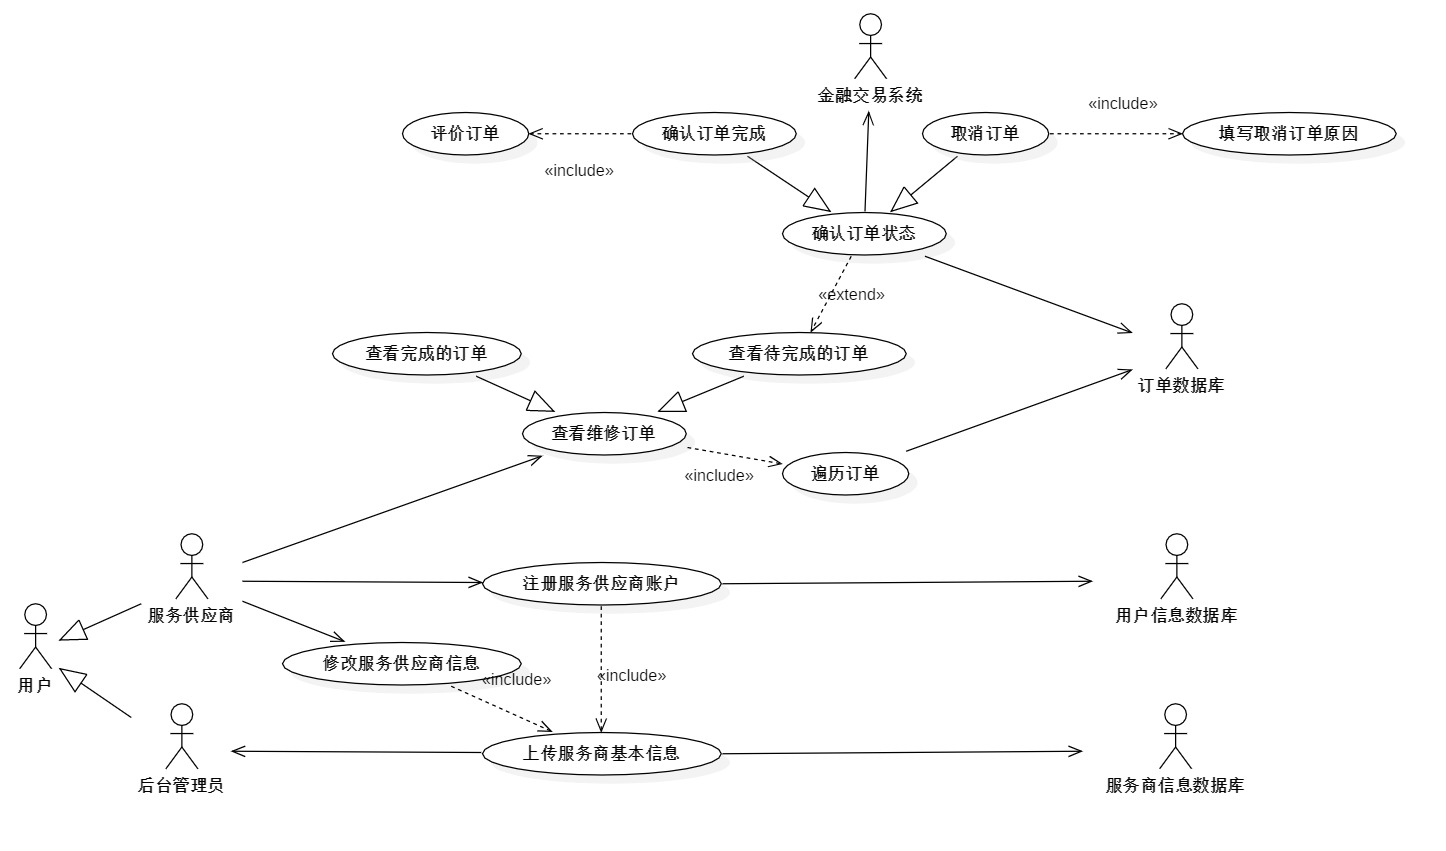 金融交易系统
«include»
评价订单
确认订单完成
取消订单
填写取消订单原因
«include»
确认订单状态
«extend»
查看完成的订单
查看待完成的订单
订单数据库
查看维修订单
«include»
遍历订单
注册服务供应商账户
服务供应商
用户信息数据库
修改服务供应商信息
«include»
«include»
用户
上传服务商基本信息
后台管理员
服务商信息数据库